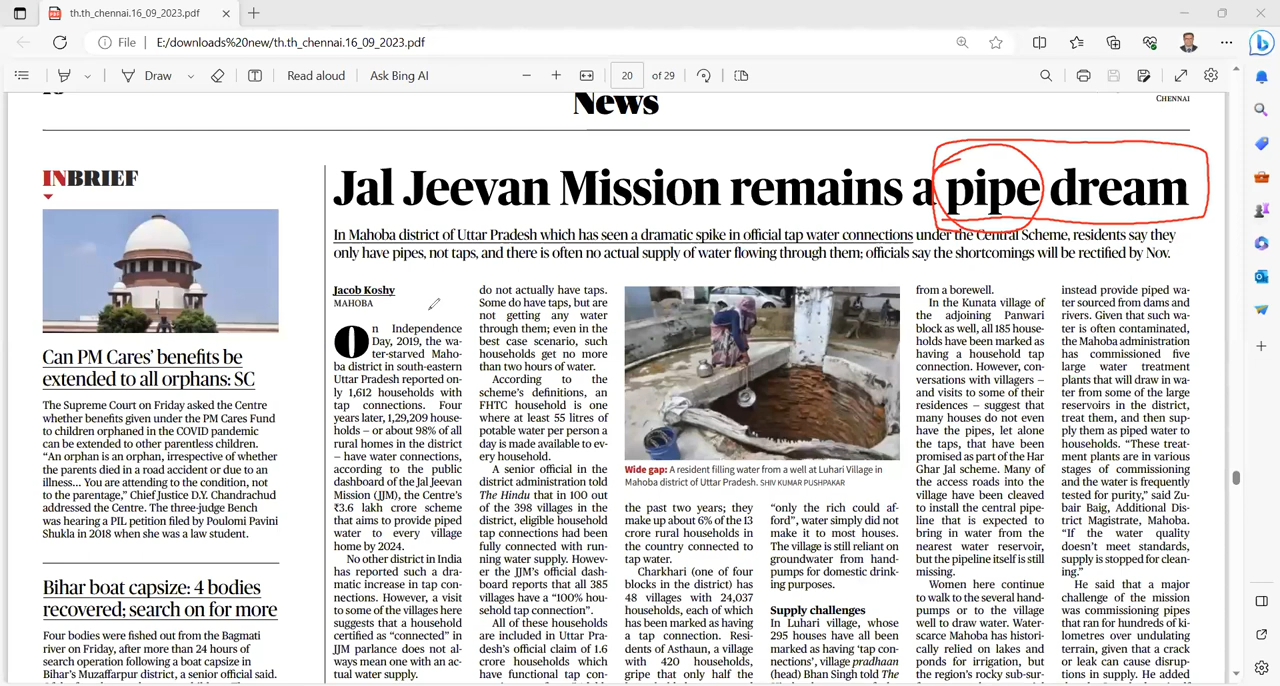 th.th_chennai.16_09_2023.pdf
File
E:/downloads%20new/th.th_chennai.16_09_2023.pdf
Draw
Read aloud
Ask Bing AI
20
of 29
News
CHENNAI
INBRIEF
Can PM Cares' benefits be
extended to all orphans: SC
The Supreme Court on Friday asked the Centre
whether benefits given under the PM Cares Fund
to children orphaned in the COVID pandemic
can be extended to other parentless children.
"An orphan is an orphan, irrespective of whether
the parents died in a road accident or due to an
illness... You are attending to the condition, not
to the parentage," Chief Justice D.Y. Chandrachud
addressed the Centre. The three-judge Bench
was hearing a PIL petition filed by Poulomi Pavini
Shukla in 2018 when she was a law student.
Bihar boat capsize: 4 bodies
recovered; search on for more
Four bodies were fished out from the Bagmati
river on Friday, after more than 24 hours of
search operation following a boat capsize in
Bihar's Muzaffarpur district, a senior official said.
Jal Jeevan Mission remains a pipe dream
In Mahoba district of Uttar Pradesh which has seen a dramatic spike in official tap water connections under the Central Scheme, residents say they
only have pipes, not taps, and there is often no actual supply of water flowing through them; officials say the shortcomings will be rectified by Nov.
Jacob Koshy
MAHOBA
On Independence
Day, 2019, the wa-
ter-starved Maho-
ba district in south-eastern
Uttar Pradesh reported on-
ly 1,612 households with
tap connections. Four
years later, 1,29,209 house-
holds – or about 98% of all
rural homes in the district
– have water connections,
according to the public
dashboard of the Jal Jeevan
Mission (JJM), the Centre's
₹3.6 lakh crore scheme
that aims to provide piped
water to every village
home by 2024.
No other district in India
has reported such a dra-
matic increase in tap con-
nections. However, a visit
to some of the villages here
suggests that a household
certified as "connected" in
JJM parlance does not al-
ways mean one with an ac-
tual water supply.
do not actually have taps.
Some do have taps, but are
not getting any water
through them; even in the
best case scenario, such
households get no more
than two hours of water.
According to the
scheme's definitions, an
FHTC household is one
where at least 55 litres of
potable water per person a
day is made available to ev-
ery household.
A senior official in the
district administration told
The Hindu that in 100 out
of the 398 villages in the
district, eligible household
tap connections had been
fully connected with run-
ning water supply. Howev-
er the JJM's official dash-
board reports that all 385
villages have a "100% hou-
sehold tap connection".
All of these households
are included in Uttar Pra-
desh's official claim of 1.6
crore households which
have functional tap con-
Wide gap: A resident filling water from a well at Luhari Village in
Mahoba district of Uttar Pradesh. SHIV KUMAR PUSHPAKAR
the past two years; they
make up about 6% of the 13
crore rural households in
the country connected to
tap water.
Charkhari (one of four
blocks in the district) has
48 villages with 24,037
households, each of which
has been marked as having
a tap connection. Resi-
dents of Asthaun, a village
with 420 households,
gripe that only half the
"only the rich could af-
ford", water simply did not
make it to most houses.
The village is still reliant on
groundwater from hand-
pumps for domestic drink-
ing purposes.
Supply challenges
In Luhari village, whose
295 houses have all been
marked as having 'tap con-
nections', village pradhaan
(head) Bhan Singh told The
from a borewell.
In the Kunata village of
the adjoining Panwari
block as well, all 185 house-
holds have been marked as
having a household tap
connection. However, con-
versations with villagers –
and visits to some of their
residences – suggest that
many houses do not even
have the pipes, let alone
the taps, that have been
promised as part of the Har
Ghar Jal scheme. Many of
the access roads into the
village have been cleaved
to install the central pipe-
line that is expected to
bring in water from the
nearest water reservoir,
but the pipeline itself is still
missing.
Women here continue
to walk to the several hand-
pumps or to the village
well to draw water. Water-
scarce Mahoba has histori-
cally relied on lakes and
ponds for irrigation, but
the region's rocky sub-sur-
instead provide piped wa-
ter sourced from dams and
rivers. Given that such wa-
ter is often contaminated,
the Mahoba administration
has commissioned five
large water treatment
plants that will draw in wa-
ter from some of the large
reservoirs in the district,
treat them, and then sup-
ply them as piped water to
households. "These treat-
ment plants are in various
stages of commissioning
and the water is frequently
tested for purity," said Zu-
bair Baig, Additional Dis-
trict Magistrate, Mahoba.
"If the water quality
doesn't meet standards,
supply is stopped for clean-
ing."
He said that a major
challenge of the mission
was commissioning pipes
that ran for hundreds of ki-
lometres over undulating
terrain, given that a crack
or leak can cause disrup-
tions in supply. He added